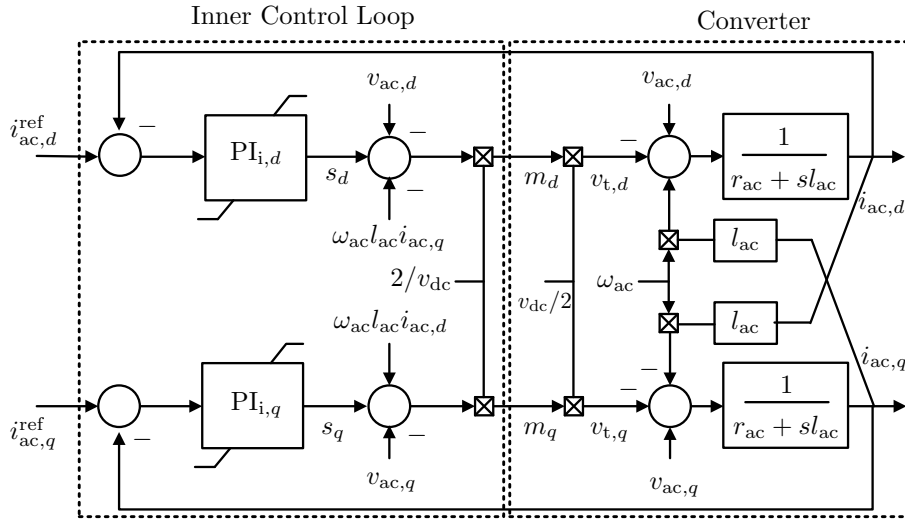 Inner Control Loop
Converter
v_{ac,d}
v_{ac,d}
i_{ac,d}^{ref}
−
PI_{i,d}
s_d
−
−
m_d
v_{t,d}
−
1
r_{ac} + sl_{ac}
i_{ac,d}
ω_{ac}l_{ac}i_{ac,q}
l_{ac}
2/v_{dc}
v_{dc}/2
ω_{ac}
ω_{ac}l_{ac}i_{ac,d}
l_{ac}
i_{ac,q}
i_{ac,q}^{ref}
−
PI_{i,q}
s_q
−
m_q
v_{t,q}
−
−
1
r_{ac} + sl_{ac}
v_{ac,q}
v_{ac,q}